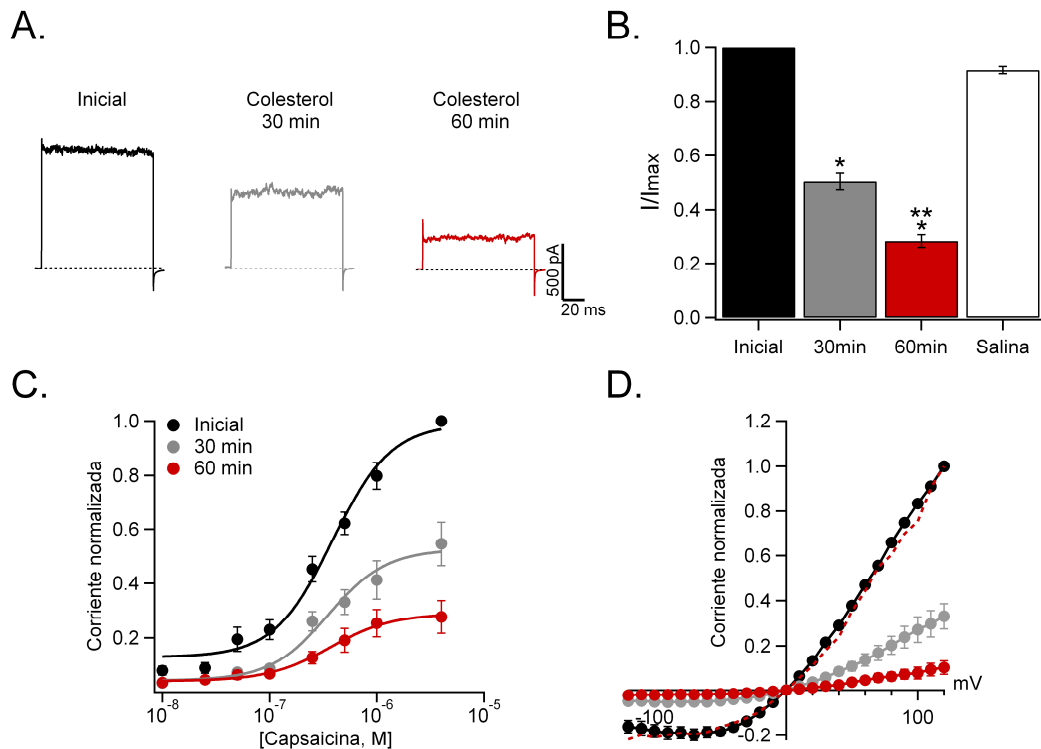 A.
Inicial
Colesterol
30 min
Colesterol
60 min
500 pA
20 ms
B.
I/Imax
1.0
0.8
0.6
0.4
0.2
0.0
*
**
*
Inicial
30min
60min
Salina
C.
Corriente normalizada
1.0
0.8
0.6
0.4
0.2
Inicial
30 min
60 min
10-8
10-7
10-6
10-5
[Capsaicina, M]
D.
Corriente normalizada
1.2
1.0
0.8
0.6
0.4
0.2
-0.2
-100
100
mV